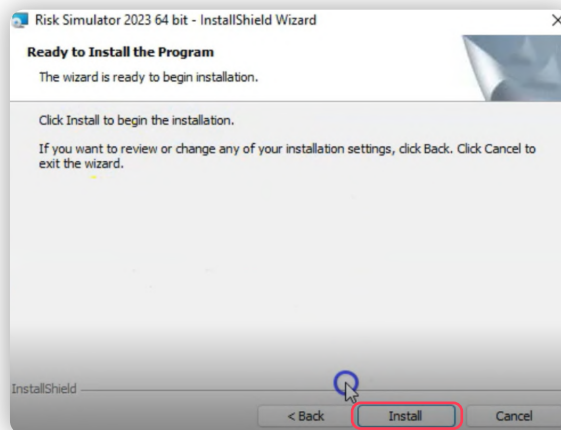 Risk Simulator 2023 64 bit - InstallShield Wizard
Ready to Install the Program
The wizard is ready to begin installation.
Click Install to begin the installation.
If you want to review or change any of your installation settings, click Back. Click Cancel to
exit the wizard.
InstallShield
< Back Install Cancel